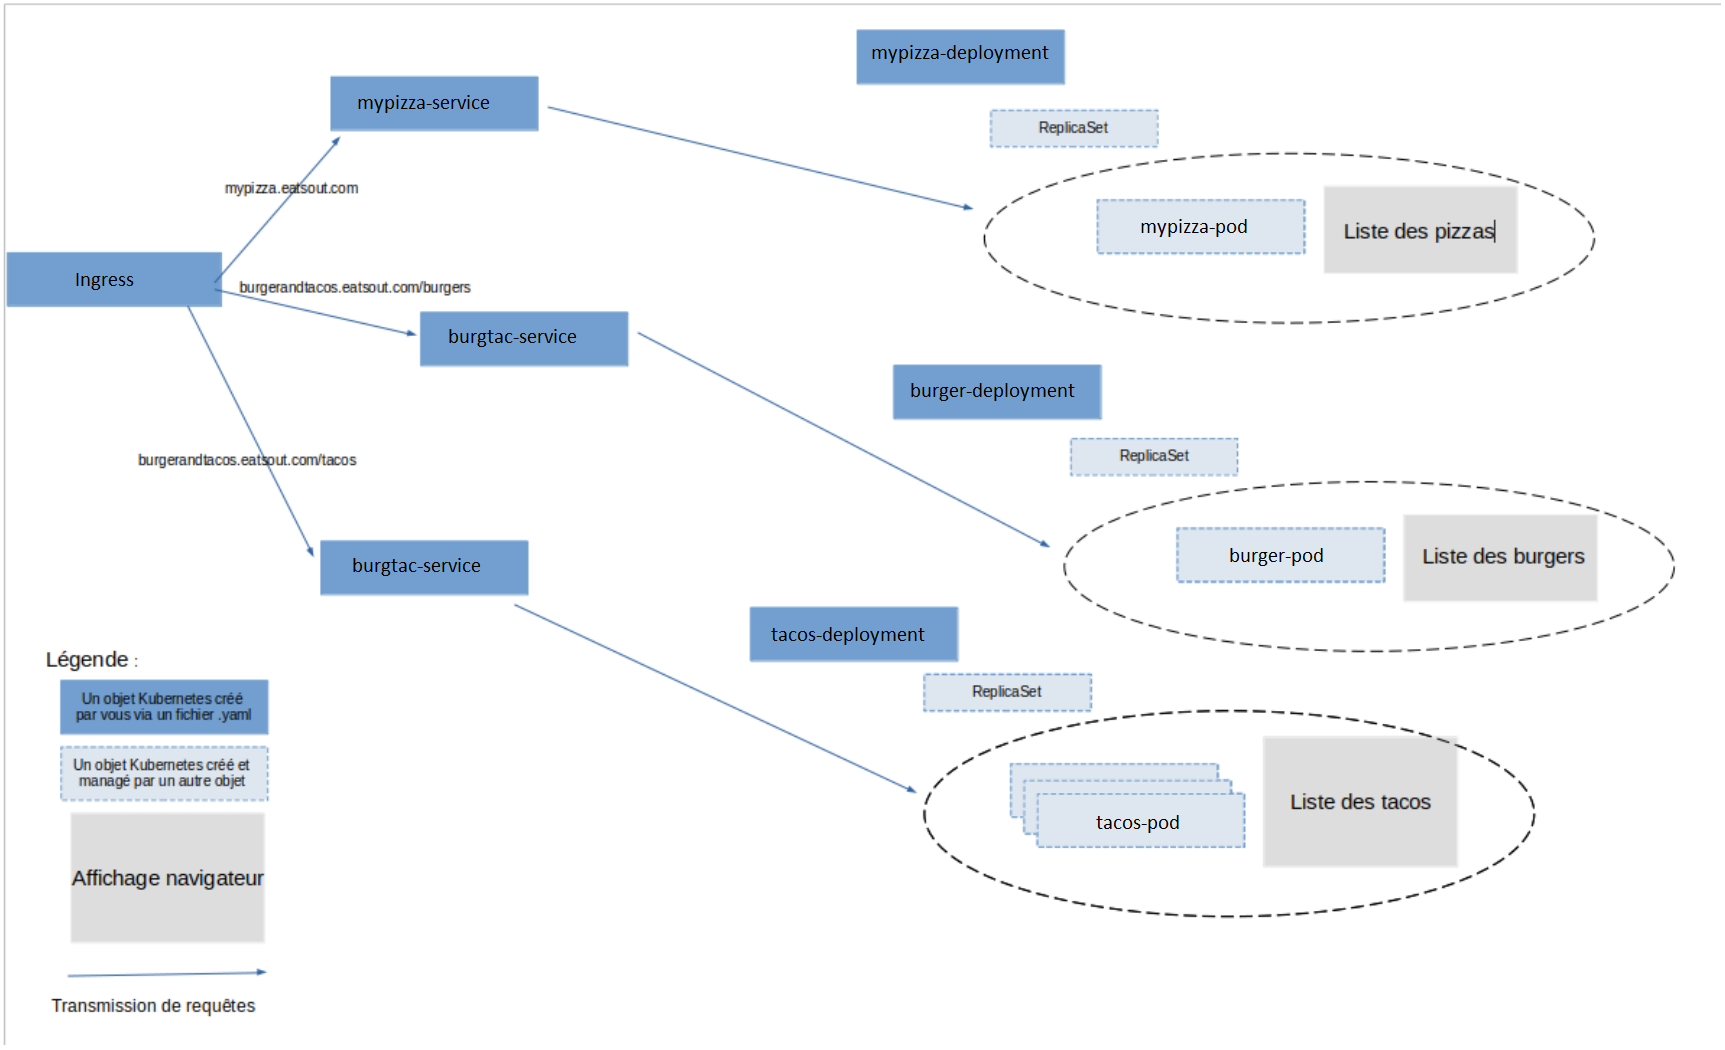 mypizza-deployment
mypizza-service
ReplicaSet
mypizza.eatsout.com
mypizza-pod
Liste des pizzas
Ingress
burgerandtacos.eatsout.com/burgers
burgtac-service
burger-deployment
ReplicaSet
burgerandtacos.eatsout.com/tacos
burger-pod
Liste des burgers
burgtac-service
tacos-deployment
ReplicaSet
tacos-pod
Liste des tacos
Légende :
Un objet Kubernetes créé
par vous via un fichier .yaml
Un objet Kubernetes créé et
managé par un autre objet
Affichage navigateur
Transmission de requêtes